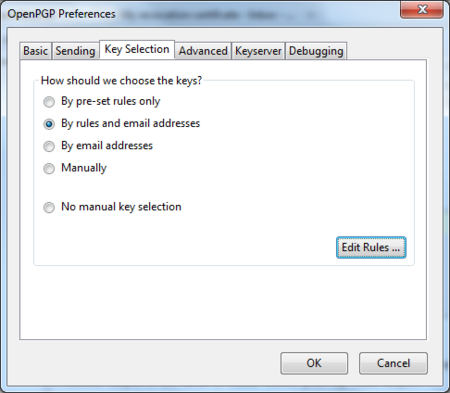 OpenPGP Preferences
Basic Sending Key Selection Advanced Keyserver Debugging
How should we choose the keys?
By pre-set rules only
By rules and email addresses
By email addresses
Manually
No manual key selection
Edit Rules ...
OK Cancel